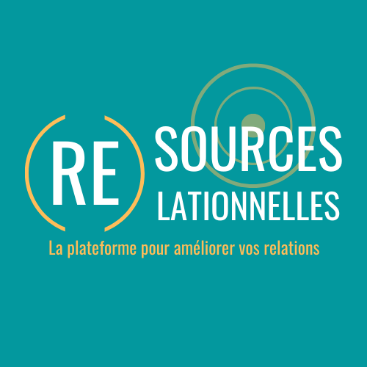 (RE)
SOURCES
LATIONNELLES
La plateforme pour améliorer vos relations